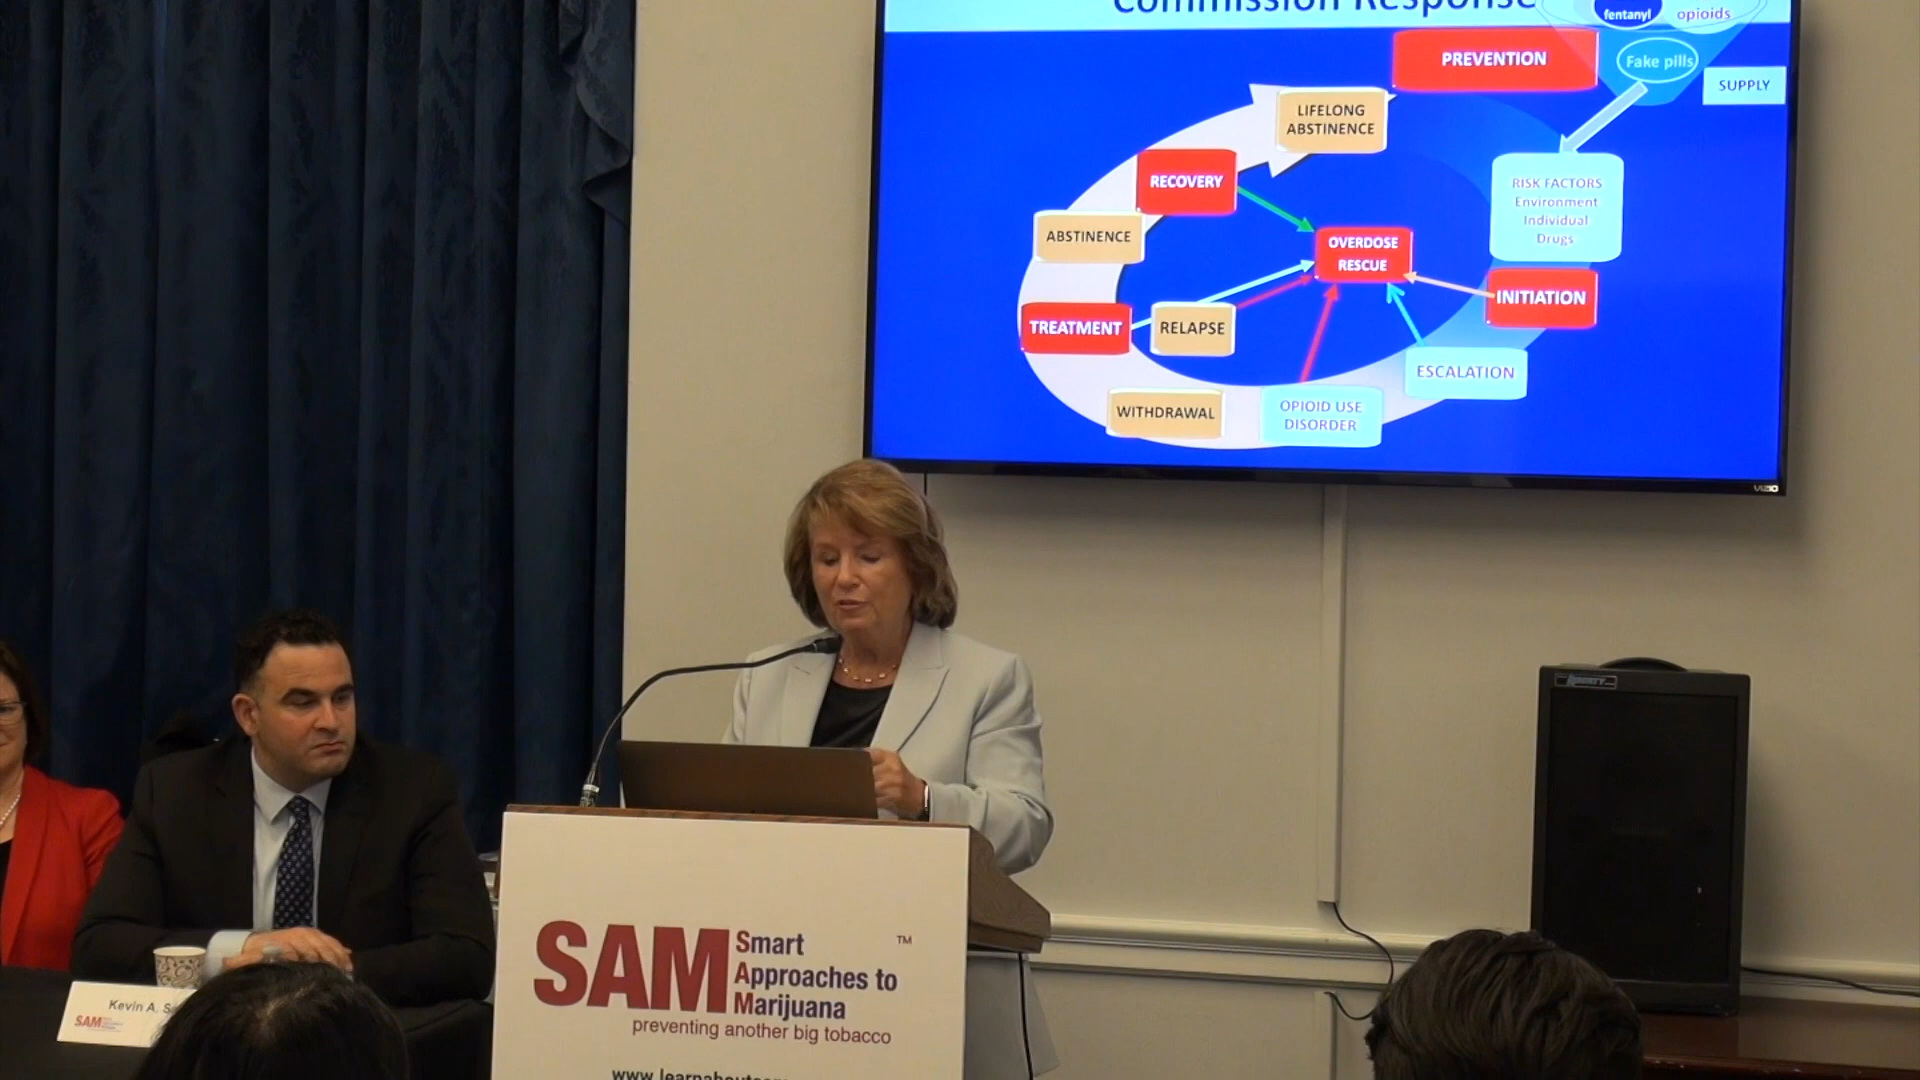 Commission Response
fentanyl
opioids
Fake pills
PREVENTION
SUPPLY
LIFELONG
ABSTINENCE
RISK FACTORS
Environment
Individual
Drugs
RECOVERY
ABSTINENCE
OVERDOSE
RESCUE
INITIATION
TREATMENT
RELAPSE
ESCALATION
WITHDRAWAL
OPIOID USE
DISORDER
VIZIO
LIBERTY
SAM
Smart
Approaches to
Marijuana
TM
preventing another big tobacco
Kevin A.
SAM